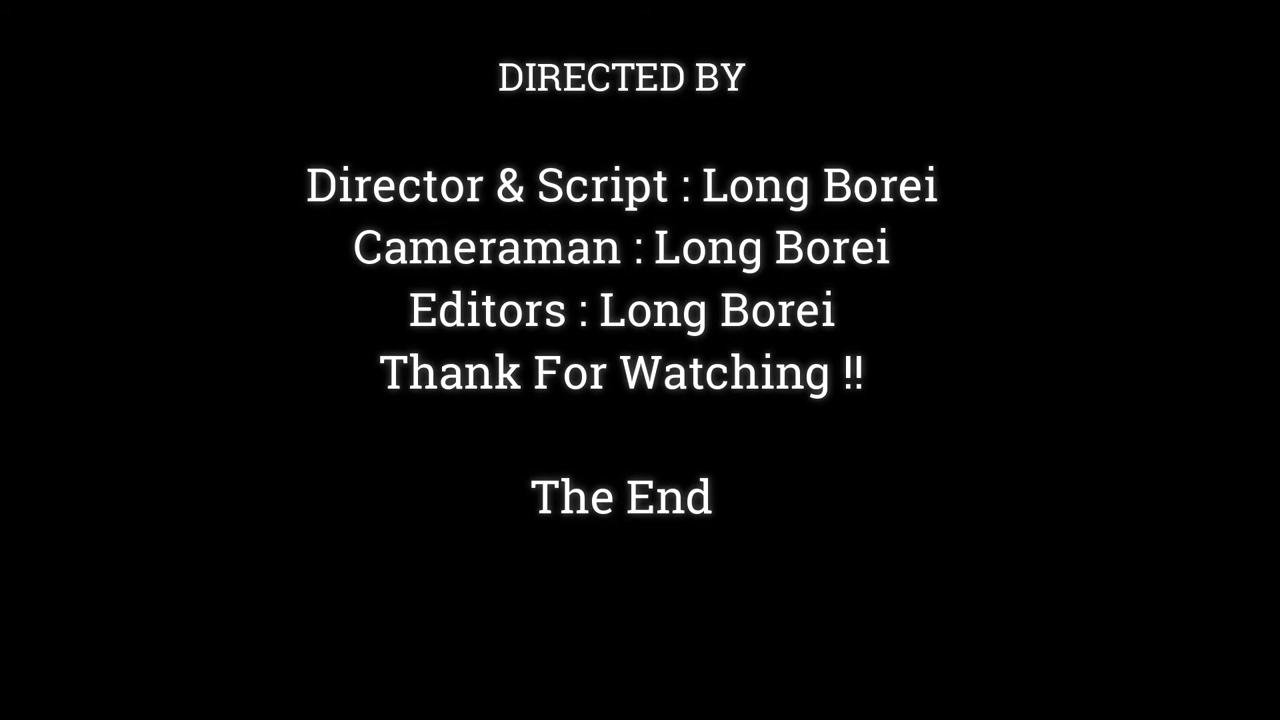 DIRECTED BY
Director & Script : Long Borei
Cameraman : Long Borei
Editors : Long Borei
Thank For Watching !!
The End